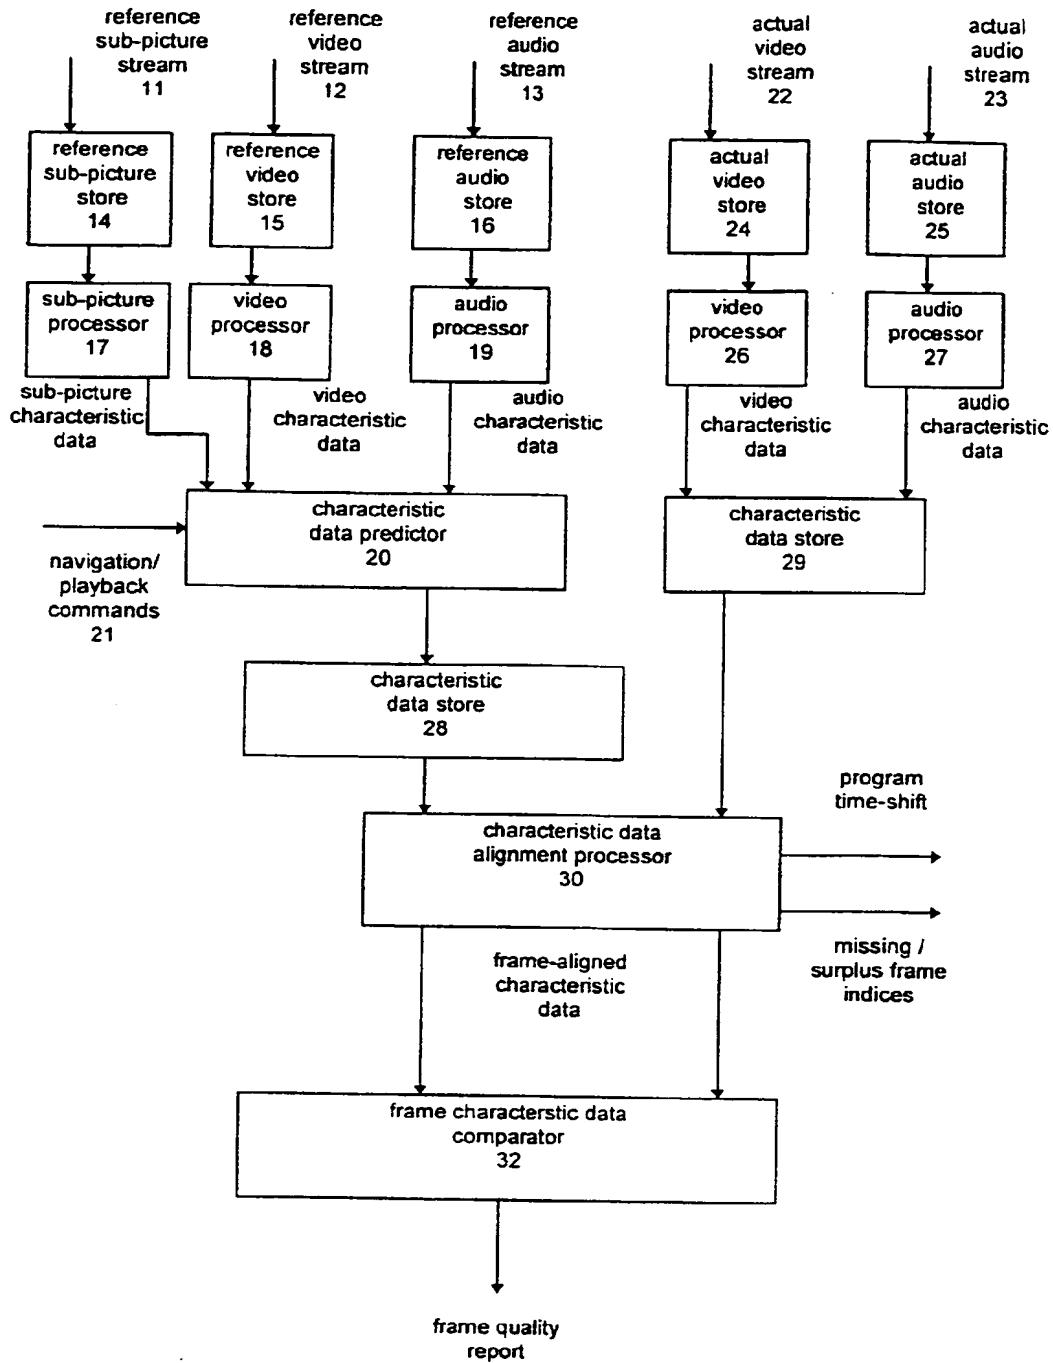 reference
sub-picture
stream
11
reference
video
stream
12
reference
audio
stream
13
actual
video
stream
22
actual
audio
stream
23
reference
sub-picture
store
14
reference
video
store
15
reference
audio
store
16
actual
video
store
24
actual
audio
store
25
sub-picture
processor
17
video
processor
18
audio
processor
19
video
processor
26
audio
processor
27
sub-picture
characteristic
data
video
characteristic
data
audio
characteristic
data
video
characteristic
data
audio
characteristic
data
characteristic
data predictor
20
characteristic
data store
29
navigation/
playback
commands
21
characteristic
data store
28
program
time-shift
characteristic data
alignment processor
30
missing /
surplus frame
indices
frame-aligned
characteristic
data
frame characterstic data
comparator
32
frame quality
report